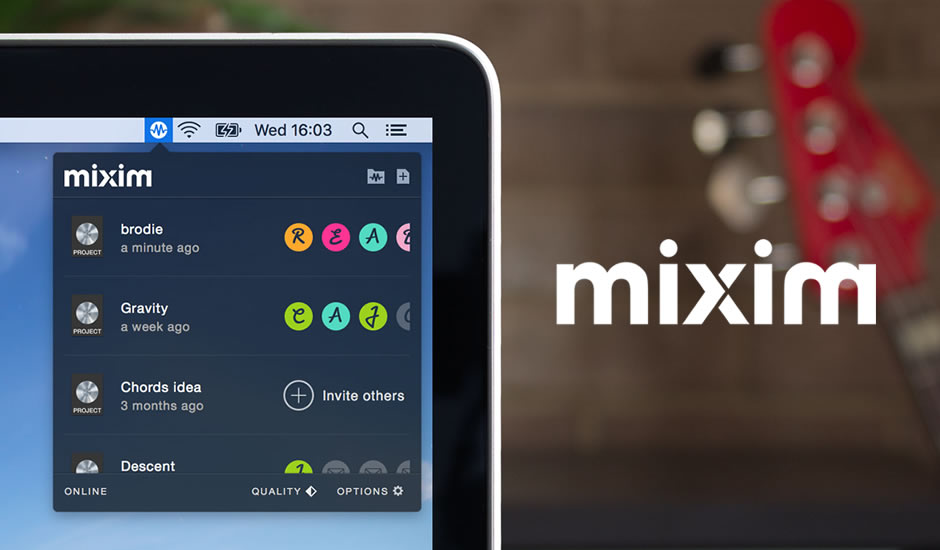 Wed 16:03
mixim
brodie
a minute ago
PROJECT
R E A
Gravity
a week ago
PROJECT
C A J
Chords idea
3 months ago
PROJECT
Invite others
Descent
ONLINE
QUALITY
OPTIONS
mixim